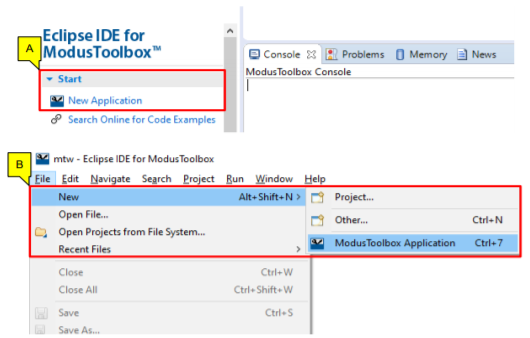 A
Eclipse IDE for
ModusToolbox™
Start
New Application
Search Online for Code Examples
Console Problems Memory News
ModusToolbox Console
B
mtw - Eclipse IDE for ModusToolbox
File Edit Navigate Search Project Run Window Help
New Alt+Shift+N > Project...
Open File... Other... Ctrl+N
Open Projects from File System... ModusToolbox Application Ctrl+7
Recent Files >
Close Ctrl+W
Close All Ctrl+Shift+W
Save Ctrl+S
Save As...